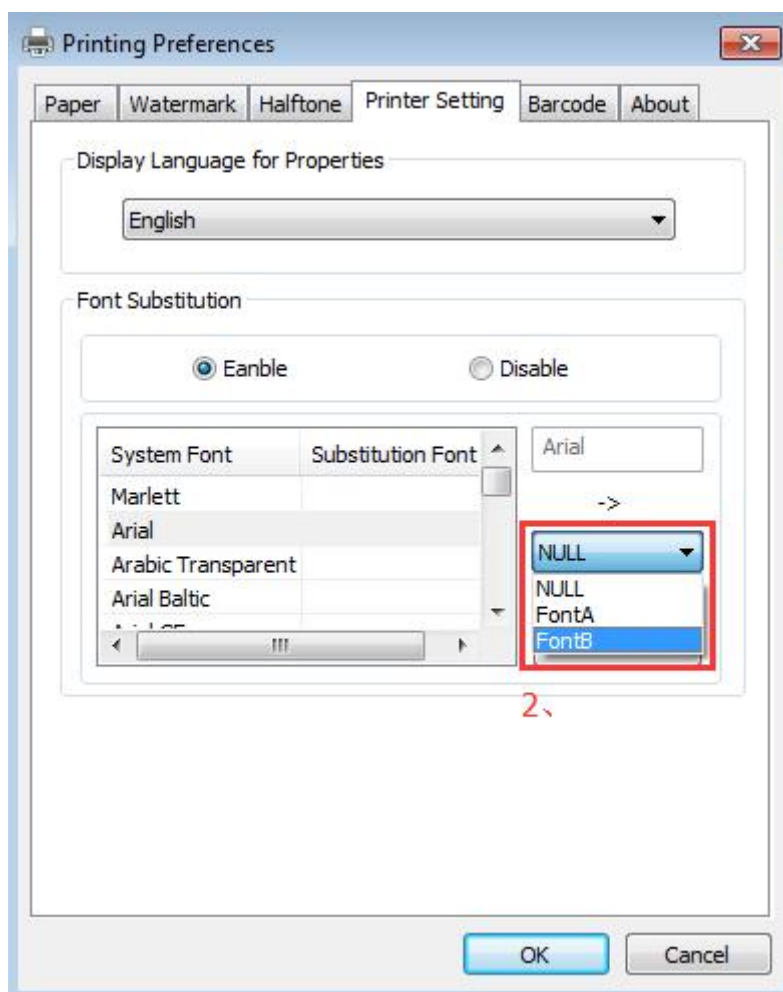 Printing Preferences
Paper Watermark Halftone Printer Setting Barcode About
Display Language for Properties
English
Font Substitution
Eanble Disable
System Font Substitution Font
Arial
Marlett
->
Arial
NULL
Arabic Transparent
NULL
Arial Baltic
FontA
FontB
2、
OK Cancel